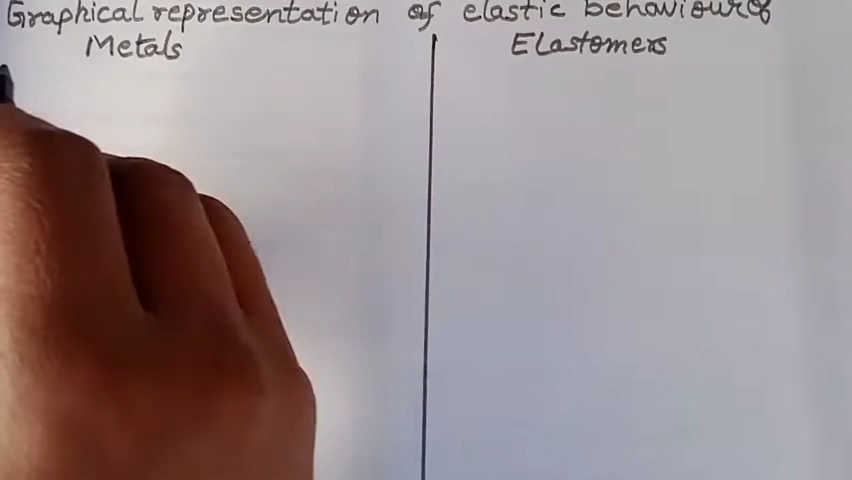 Graphical representation of elastic behaviour of
Metals
Elastomers